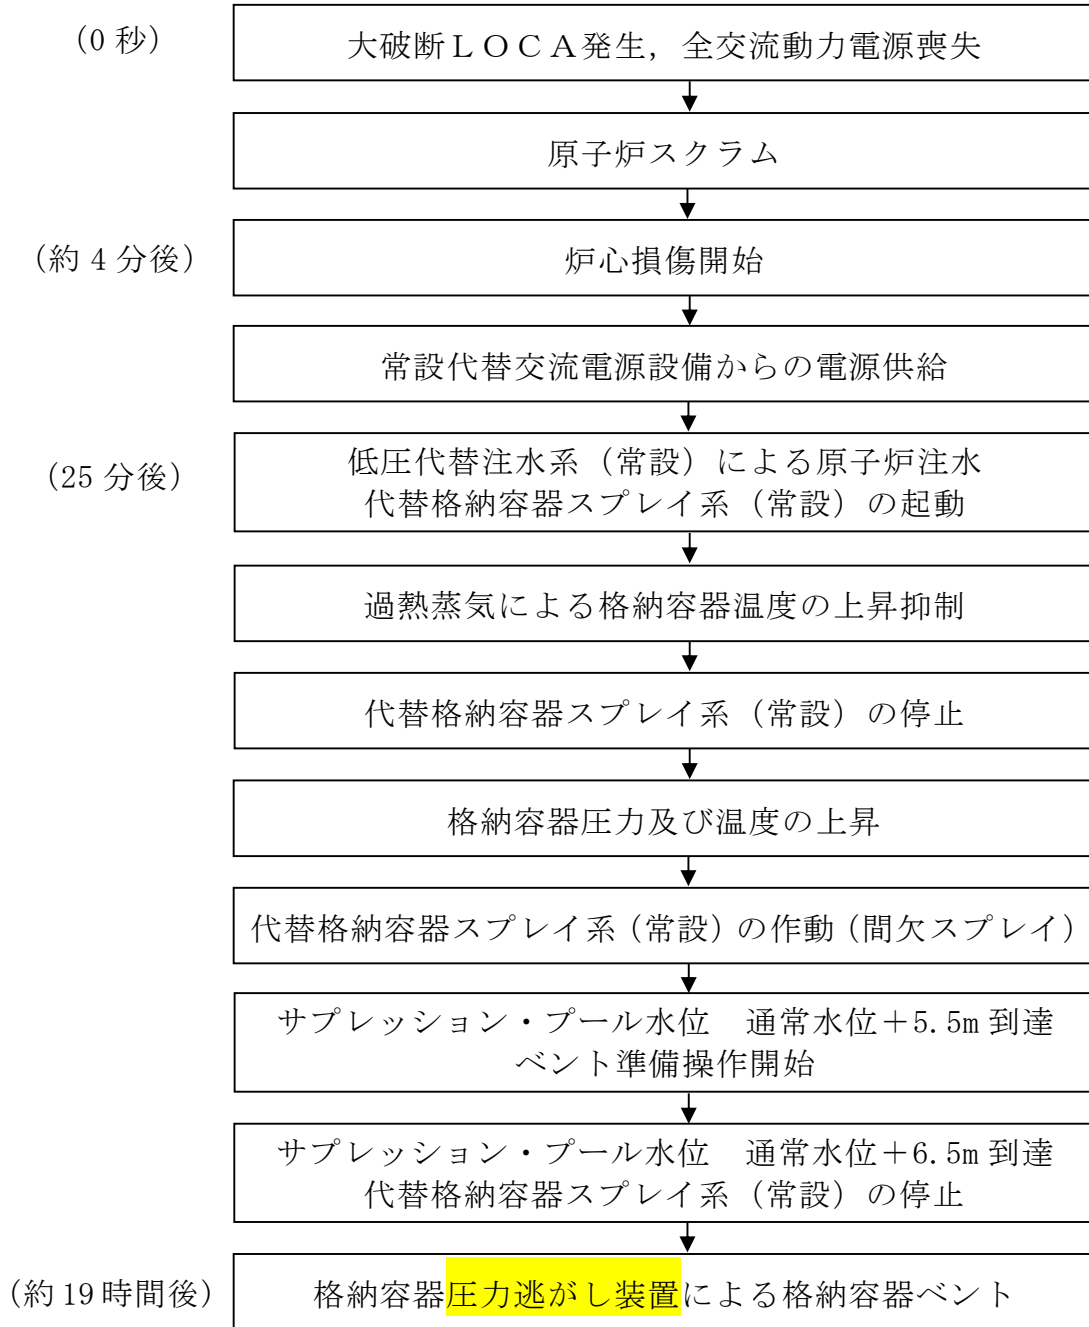 (0 秒)
大破断ＬＯＣＡ発生，全交流動力電源喪失
原子炉スクラム
(約 4 分後)
炉心損傷開始
常設代替交流電源設備からの電源供給
(25 分後)
低圧代替注水系（常設）による原子炉注水
代替格納容器スプレイ系（常設）の起動
過熱蒸気による格納容器温度の上昇抑制
代替格納容器スプレイ系（常設）の停止
格納容器圧力及び温度の上昇
代替格納容器スプレイ系（常設）の作動（間欠スプレイ）
サプレッション・プール水位　通常水位＋5.5m 到達
ベント準備操作開始
サプレッション・プール水位　通常水位＋6.5m 到達
代替格納容器スプレイ系（常設）の停止
(約 19 時間後)
格納容器圧力逃がし装置による格納容器ベント